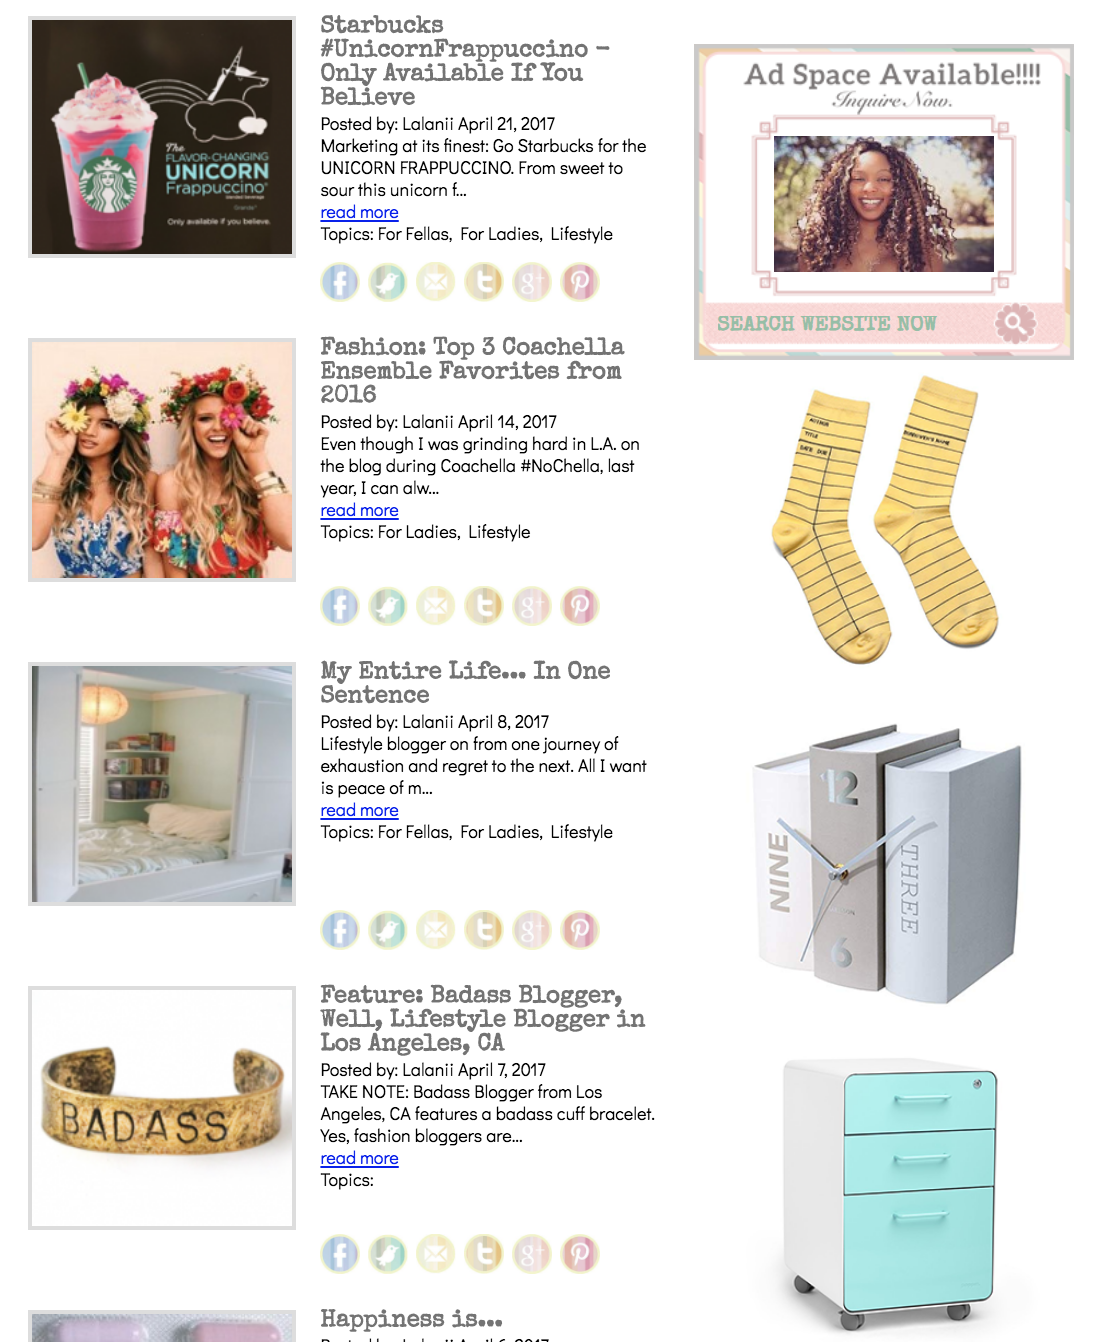 Starbucks
#UnicornFrappuccino –
Only Available If You
Believe
Posted by: Lalanii April 21, 2017
Marketing at its finest: Go Starbucks for the
UNICORN FRAPPUCCINO. From sweet to
sour this unicorn f...
read more
Topics: For Fellas, For Ladies, Lifestyle
The
FLAVOR-CHANGING
UNICORN
Frappuccino
blended beverage
Grande
Only available if you believe.
Fashion: Top 3 Coachella
Ensemble Favorites from
2016
Posted by: Lalanii April 14, 2017
Even though I was grinding hard in L.A. on
the blog during Coachella #NoChella, last
year, I can alw...
read more
Topics: For Ladies, Lifestyle
My Entire Life... In One
Sentence
Posted by: Lalanii April 8, 2017
Lifestyle blogger on from one journey of
exhaustion and regret to the next. All I want
is peace of m...
read more
Topics: For Fellas, For Ladies, Lifestyle
BADASS
Feature: Badass Blogger,
Well, Lifestyle Blogger in
Los Angeles, CA
Posted by: Lalanii April 7, 2017
TAKE NOTE: Badass Blogger from Los
Angeles, CA features a badass cuff bracelet.
Yes, fashion bloggers are...
read more
Topics:
Happiness is...
Ad Space Available!!!!
Inquire Now.
SEARCH WEBSITE NOW
AUTHOR
TITLE
DATE DUE
BORROWER'S NAME
12
NINE
THREE
6